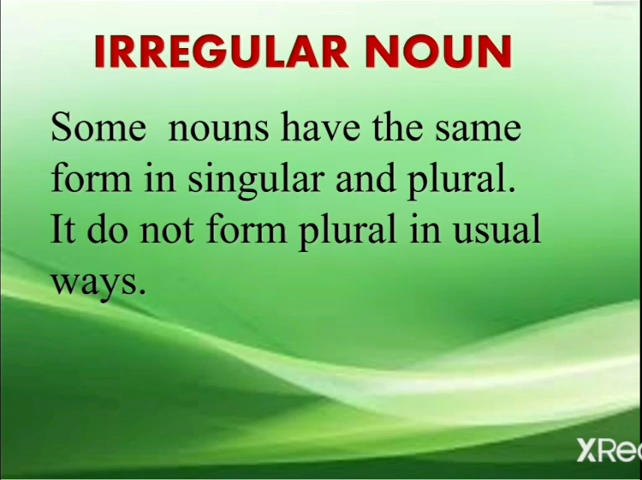 IRREGULAR NOUN
Some nouns have the same
form in singular and plural.
It do not form plural in usual
ways.
XRec